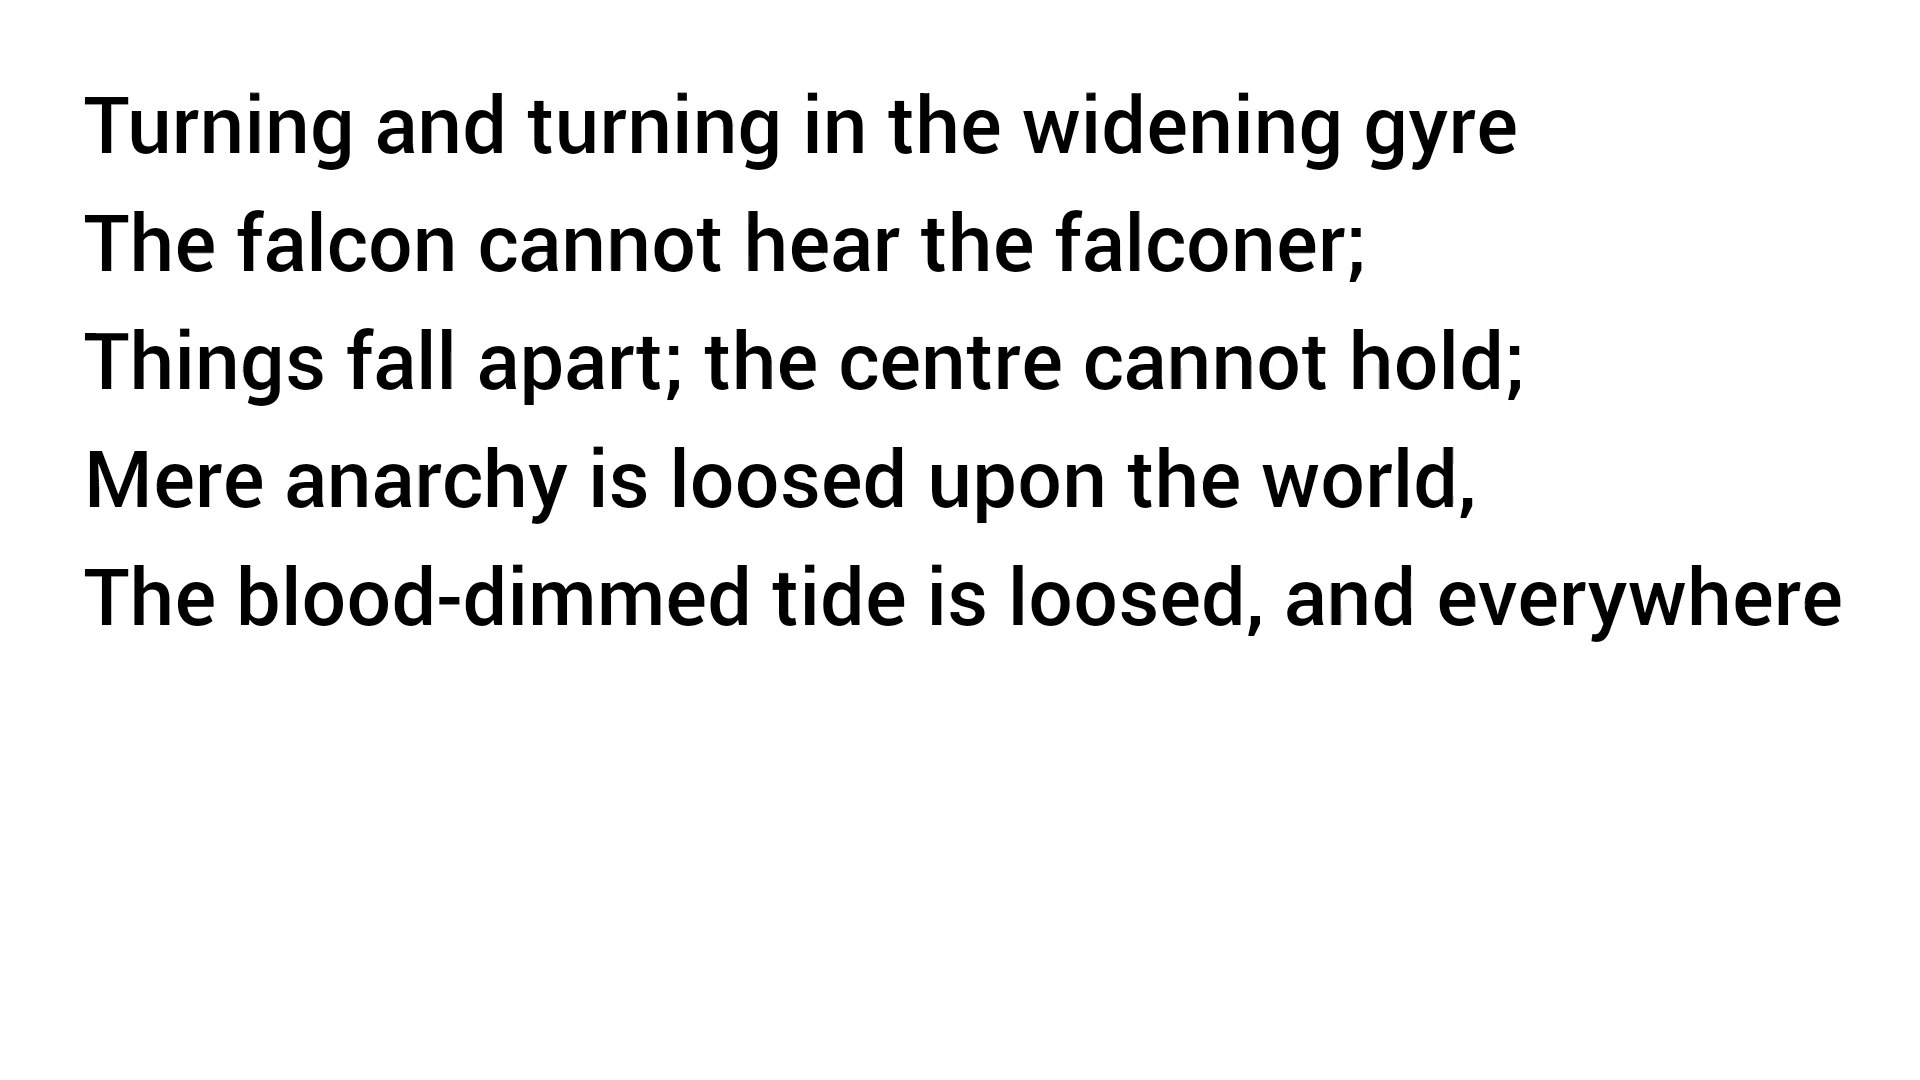 Turning and turning in the widening gyre
The falcon cannot hear the falconer;
Things fall apart; the centre cannot hold;
Mere anarchy is loosed upon the world,
The blood-dimmed tide is loosed, and everywhere